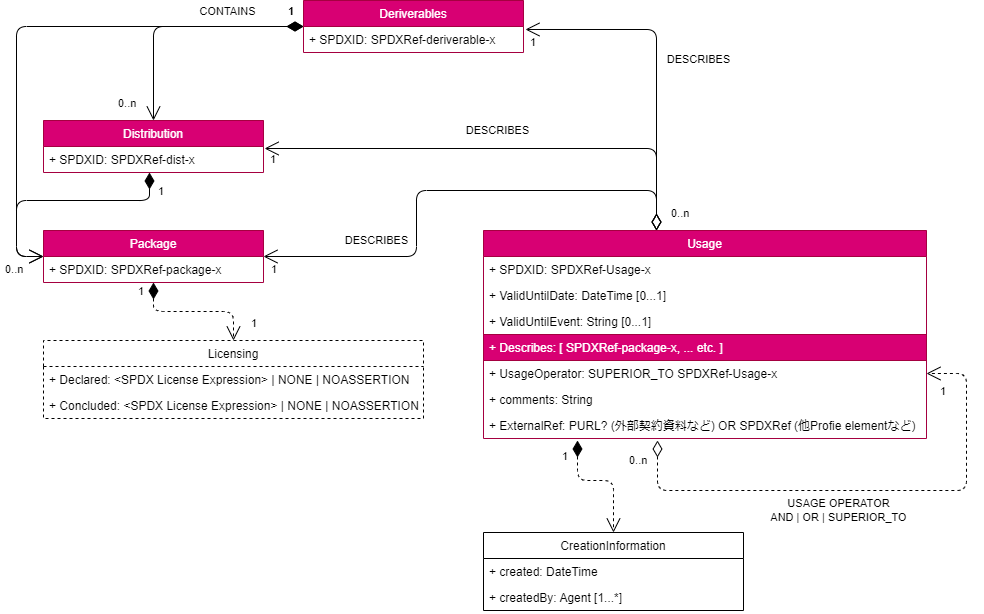 CONTAINS
1
Deriverables
+ SPDXID: SPDXRef-deriverable-x
1
DESCRIBES
0..n
Distribution
+ SPDXID: SPDXRef-dist-x
1
DESCRIBES
1
0..n
Package
+ SPDXID: SPDXRef-package-x
0..n
1
DESCRIBES
1
1
Licensing
+ Declared: <SPDX License Expression> | NONE | NOASSERTION
+ Concluded: <SPDX License Expression> | NONE | NOASSERTION
Usage
+ SPDXID: SPDXRef-Usage-x
+ ValidUntilDate: DateTime [0...1]
+ ValidUntilEvent: String [0...1]
+ Describes: [ SPDXRef-package-x, ... etc. ]
+ UsageOperator: SUPERIOR_TO SPDXRef-Usage-x
+ comments: String
+ ExternalRef: PURL? (外部契約資料など) OR SPDXRef (他Profie elementなど)
1
1
0..n
USAGE OPERATOR
AND | OR | SUPERIOR_TO
CreationInformation
+ created: DateTime
+ createdBy: Agent [1...*]